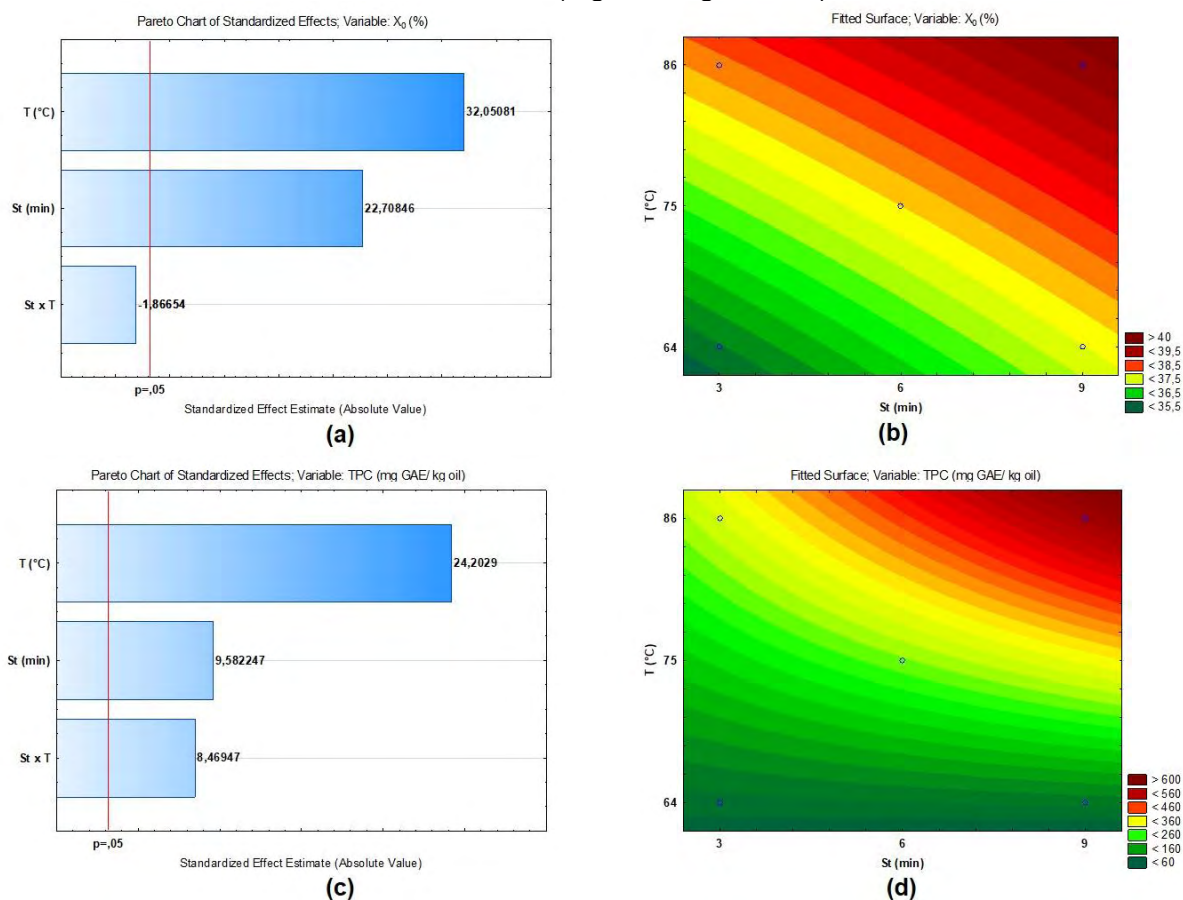 Pareto Chart of Standardized Effects; Variable: X₀ (%)
T (°C)
32,05081
St (min)
22,70846
St x T
-1,86654
p=,05
Standardized Effect Estimate (Absolute Value)
(a)
Fitted Surface; Variable: X₀ (%)
86
T (°C)
75
64
3
6
9
St (min)
> 40
< 39,5
< 38,5
< 37,5
< 36,5
< 35,5
(b)
Pareto Chart of Standardized Effects; Variable: TPC (mg GAE/ kg oil)
T (°C)
24,2029
St (min)
9,582247
St x T
8,46947
p=,05
Standardized Effect Estimate (Absolute Value)
(c)
Fitted Surface; Variable: TPC (mg GAE/ kg oil)
86
T (°C)
75
64
3
6
9
St (min)
> 600
< 560
< 460
< 360
< 260
< 160
< 60
(d)